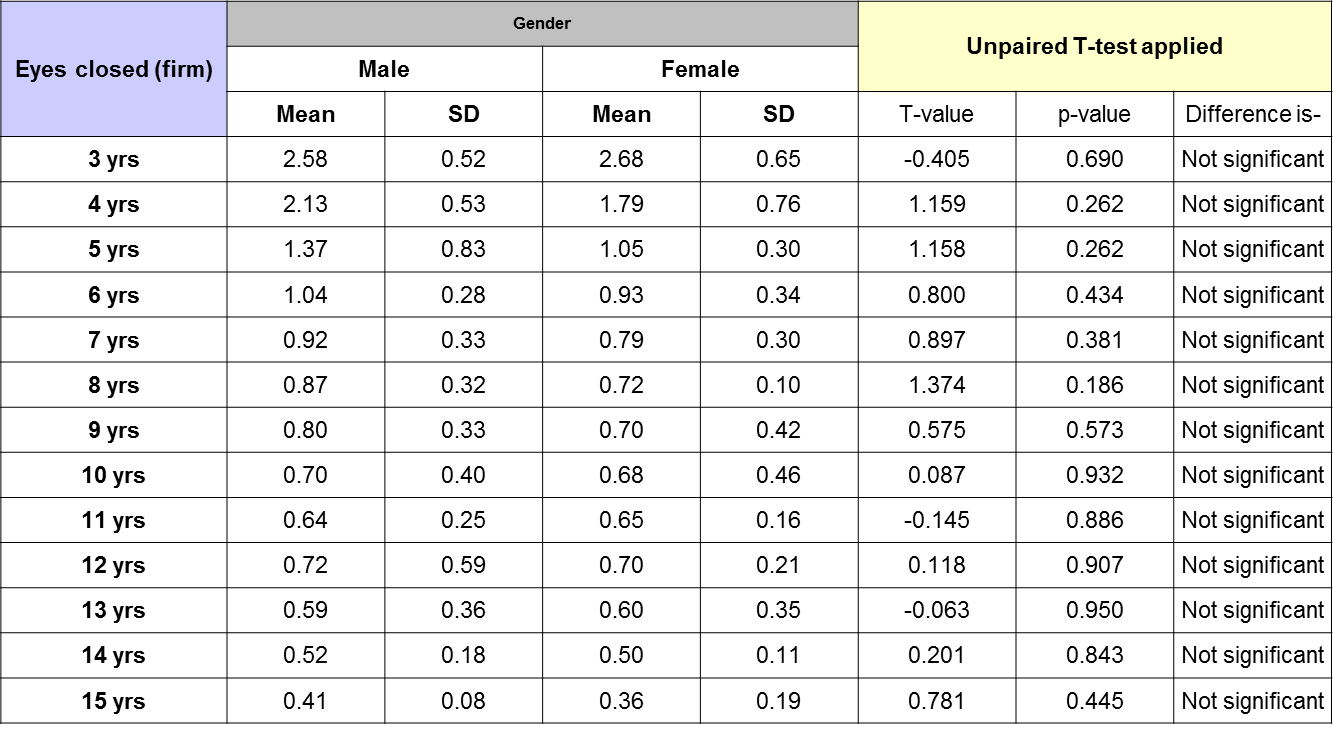 Gender
Eyes closed (firm) Male Female Unpaired T-test applied
Mean SD Mean SD T-value p-value Difference is-
3 yrs 2.58 0.52 2.68 0.65 -0.405 0.690 Not significant
4 yrs 2.13 0.53 1.79 0.76 1.159 0.262 Not significant
5 yrs 1.37 0.83 1.05 0.30 1.158 0.262 Not significant
6 yrs 1.04 0.28 0.93 0.34 0.800 0.434 Not significant
7 yrs 0.92 0.33 0.79 0.30 0.897 0.381 Not significant
8 yrs 0.87 0.32 0.72 0.10 1.374 0.186 Not significant
9 yrs 0.80 0.33 0.70 0.42 0.575 0.573 Not significant
10 yrs 0.70 0.40 0.68 0.46 0.087 0.932 Not significant
11 yrs 0.64 0.25 0.65 0.16 -0.145 0.886 Not significant
12 yrs 0.72 0.59 0.70 0.21 0.118 0.907 Not significant
13 yrs 0.59 0.36 0.60 0.35 -0.063 0.950 Not significant
14 yrs 0.52 0.18 0.50 0.11 0.201 0.843 Not significant
15 yrs 0.41 0.08 0.36 0.19 0.781 0.445 Not significant